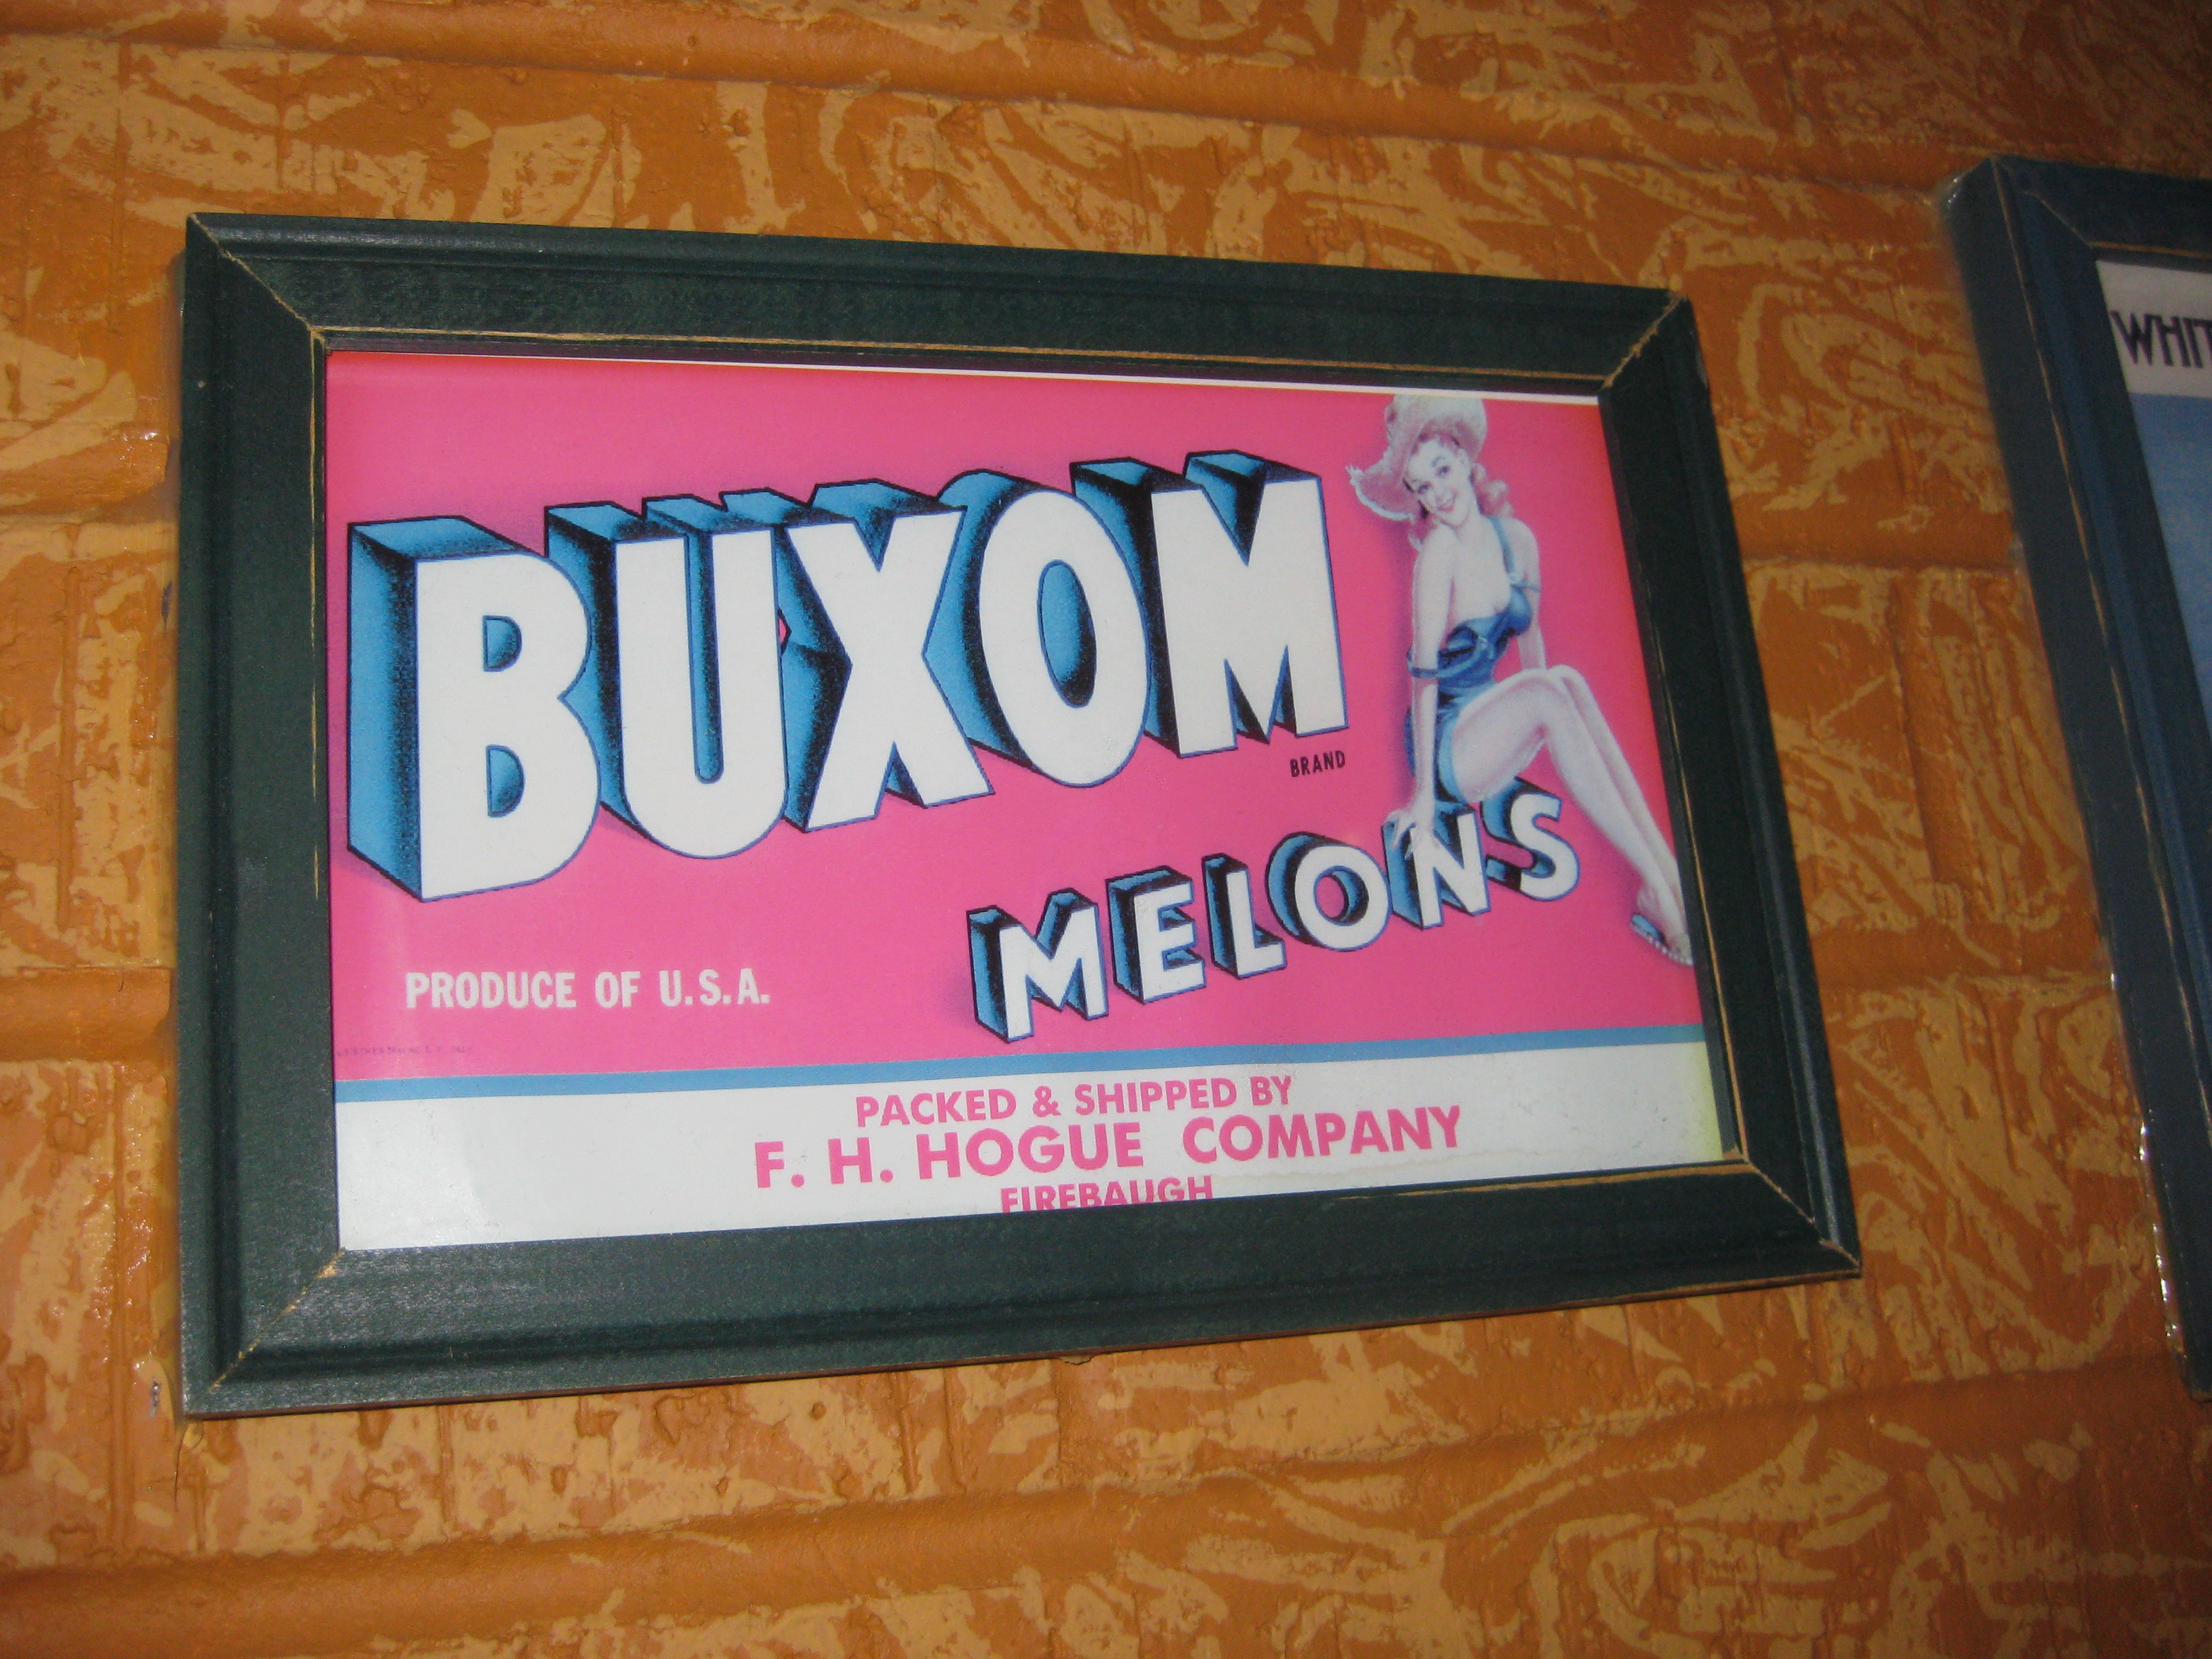 BUXOM
BRAND
MELONS
PRODUCE OF U.S.A.
PACKED & SHIPPED BY
F. H. HOGUE COMPANY
FIREBAUGH